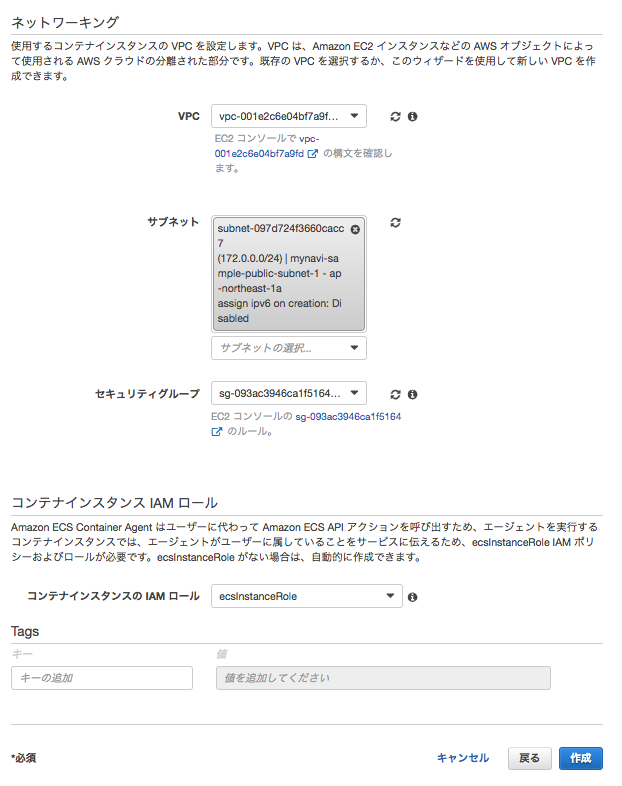 ネットワーキング
使用するコンテナインスタンスの VPC を設定します。VPC は、Amazon EC2 インスタンスなどの AWS オブジェクトによっ
て使用される AWS クラウドの分離された部分です。既存の VPC を選択するか、このウィザードを使用して新しい VPC を作
成できます。
VPC vpc-001e2c6e04bf7a9f...
EC2 コンソールで vpc-
001e2c6e04bf7a9fd の構文を確認し
ます。
サブネット
subnet-097d724f3660cacc
7
(172.0.0.0/24) | mynavi-sa
mple-public-subnet-1 - ap
-northeast-1a
assign ipv6 on creation: Di
sabled
サブネットの選択...
セキュリティグループ sg-093ac3946ca1f5164...
EC2 コンソールの sg-093ac3946ca1f5164
のルール。
コンテナインスタンス IAM ロール
Amazon ECS Container Agent はユーザーに代わって Amazon ECS API アクションを呼び出すため、エージェントを実行する
コンテナインスタンスでは、エージェントがユーザーに属していることをサービスに伝えるため、ecsInstanceRole IAM ポリ
シーおよびロールが必要です。ecsInstanceRole がない場合は、自動的に作成できます。
コンテナインスタンスの IAM ロール ecsInstanceRole
Tags
キー 値
キーの追加 値を追加してください
*必須 キャンセル 戻る 作成